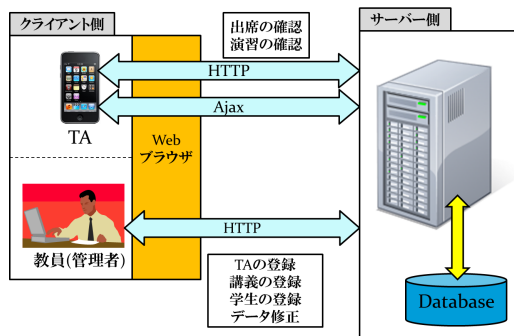 クライアント側
出席の確認
演習の確認
サーバー側
HTTP
Ajax
TA
Web
ブラウザ
HTTP
教員(管理者)
TAの登録
講義の登録
学生の登録
データ修正
Database